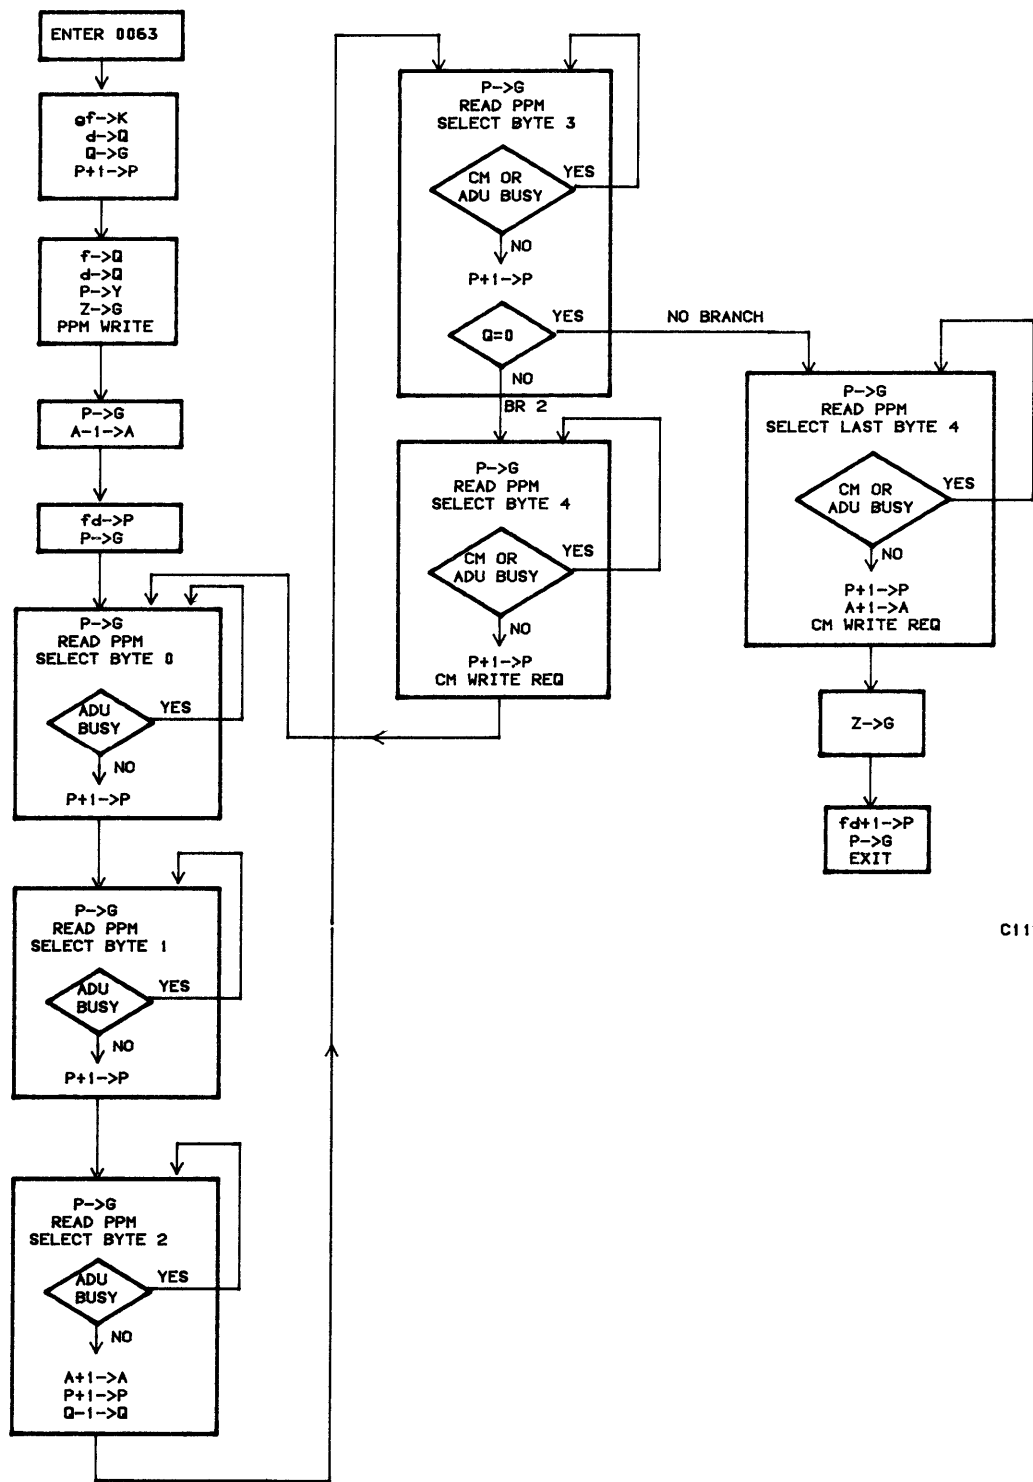 ENTER 0063
gf->K
d->Q
Q->G
P+1->P
f->Q
d->Q
P->Y
Z->G
PPM WRITE
P->G
A-1->A
fd->P
P->G
P->G
READ PPM
SELECT BYTE 0
ADU
BUSY
YES
NO
P+1->P
P->G
READ PPM
SELECT BYTE 1
ADU
BUSY
YES
NO
P+1->P
P->G
READ PPM
SELECT BYTE 2
ADU
BUSY
YES
NO
A+1->A
P+1->P
Q-1->Q
P->G
READ PPM
SELECT BYTE 3
CM OR
ADU BUSY
YES
NO
P+1->P
Q=0
YES
NO BRANCH
NO
BR 2
P->G
READ PPM
SELECT BYTE 4
CM OR
ADU BUSY
YES
NO
P+1->P
CM WRITE REQ
P->G
READ PPM
SELECT LAST BYTE 4
CM OR
ADU BUSY
YES
NO
P+1->P
A+1->A
CM WRITE REQ
Z->G
fd+1->P
P->G
EXIT
C11